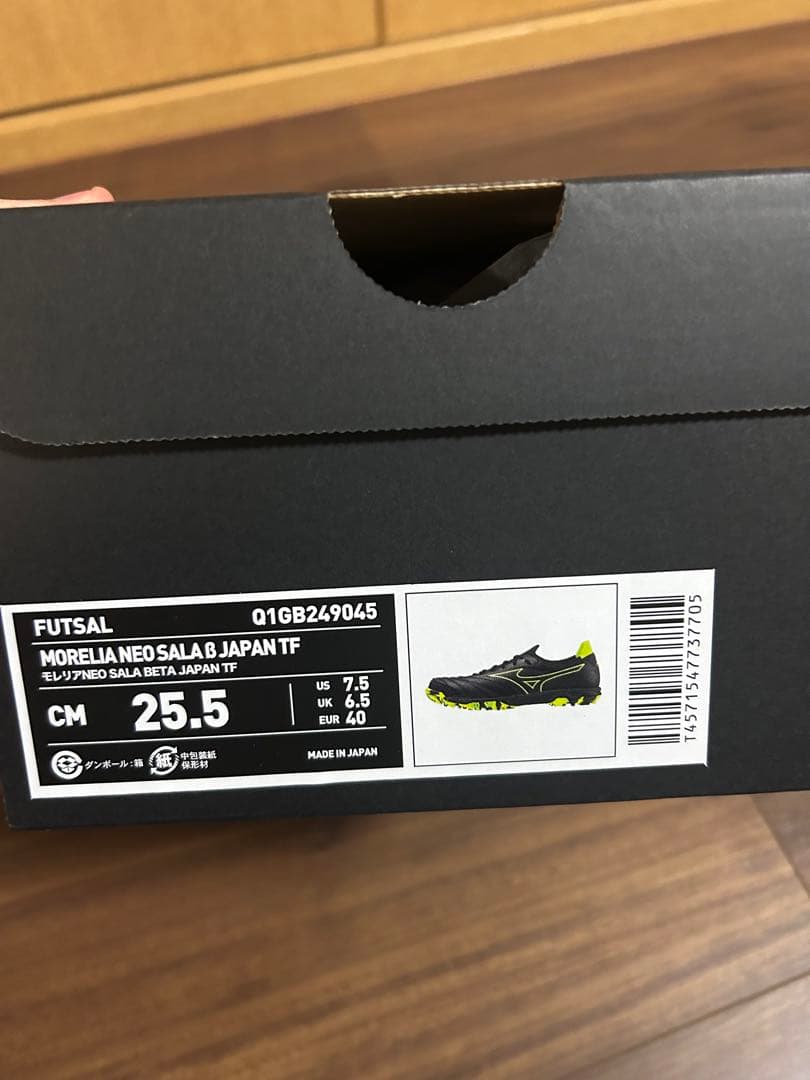 FUTSAL Q1GB249045
MORELIA NEO SALA β JAPAN TF
モレリアNEO SALA BETA JAPAN TF
CM 25.5
US 7.5
UK 6.5
EUR 40
ダンボール:箱
紙
中包装紙
保形材
MADE IN JAPAN
T4571547737705